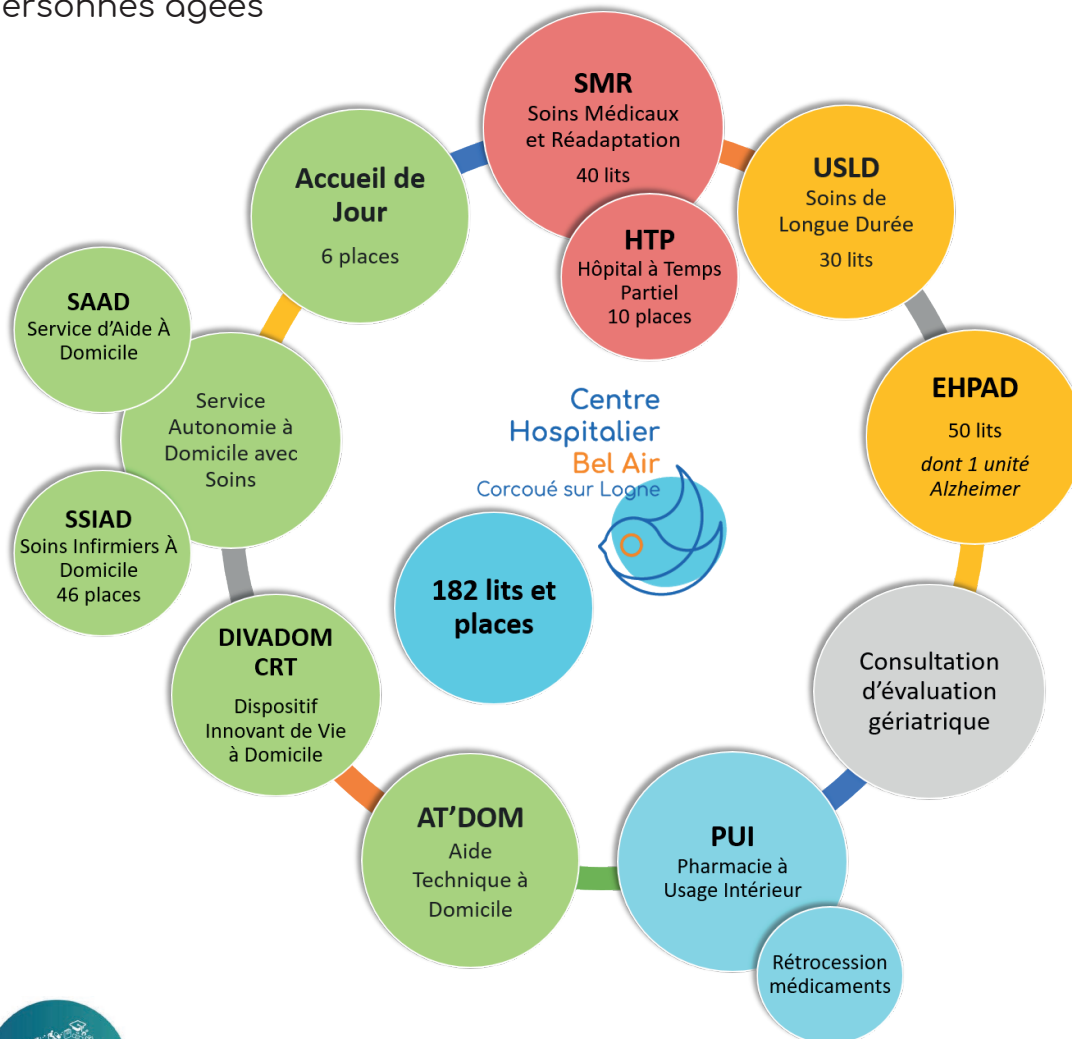 ersonnes âgées
SMR
Soins Médicaux
et Réadaptation
40 lits
HTP
Hôpital à Temps
Partiel
10 places
USLD
Soins de
Longue Durée
30 lits
EHPAD
50 lits
dont 1 unité
Alzheimer
Consultation
d'évaluation
gériatrique
PUI
Pharmacie à
Usage Intérieur
Rétrocession
médicaments
AT'DOM
Aide
Technique à
Domicile
DIVADOM
CRT
Dispositif
Innovant de Vie
à Domicile
Service
Autonomie à
Domicile avec
Soins
SSIAD
Soins Infirmiers À
Domicile
46 places
SAAD
Service d'Aide À
Domicile
Accueil de
Jour
6 places
Centre
Hospitalier
Bel Air
Corcoué sur Logne
182 lits et
places